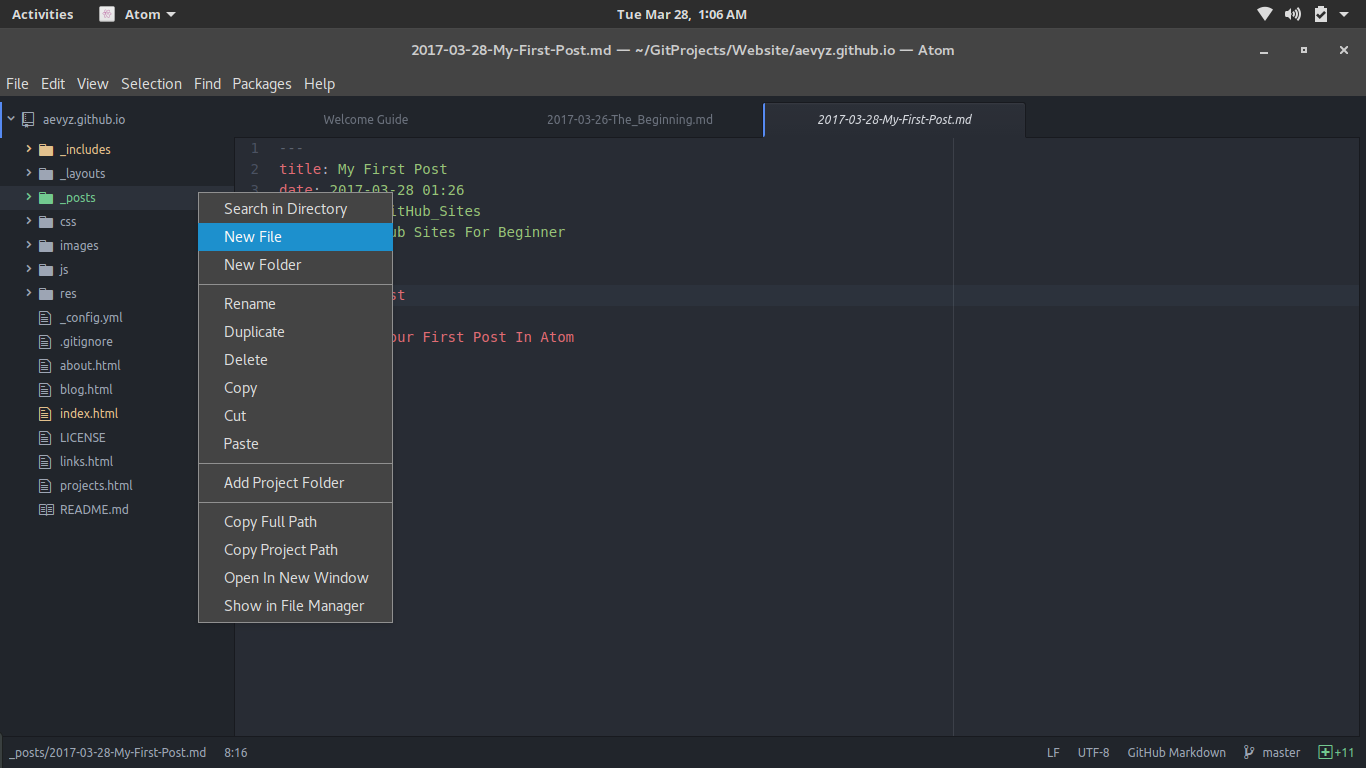 Activities Atom Tue Mar 28, 1:06 AM
2017-03-28-My-First-Post.md — ~/GitProjects/Website/aevyz.github.io — Atom
File Edit View Selection Find Packages Help
aevyz.github.io Welcome Guide 2017-03-26-The_Beginning.md 2017-03-28-My-First-Post.md
_includes
_layouts
_posts
css
images
js
res
_config.yml
.gitignore
about.html
blog.html
index.html
LICENSE
links.html
projects.html
README.md
1 ---
2 title: My First Post
3 date: 2017-03-28 01:26
itHub_Sites
ub Sites For Beginner
st
our First Post In Atom
Search in Directory
New File
New Folder
Rename
Duplicate
Delete
Copy
Cut
Paste
Add Project Folder
Copy Full Path
Copy Project Path
Open In New Window
Show in File Manager
_posts/2017-03-28-My-First-Post.md 8:16 LF UTF-8 GitHub Markdown master +11